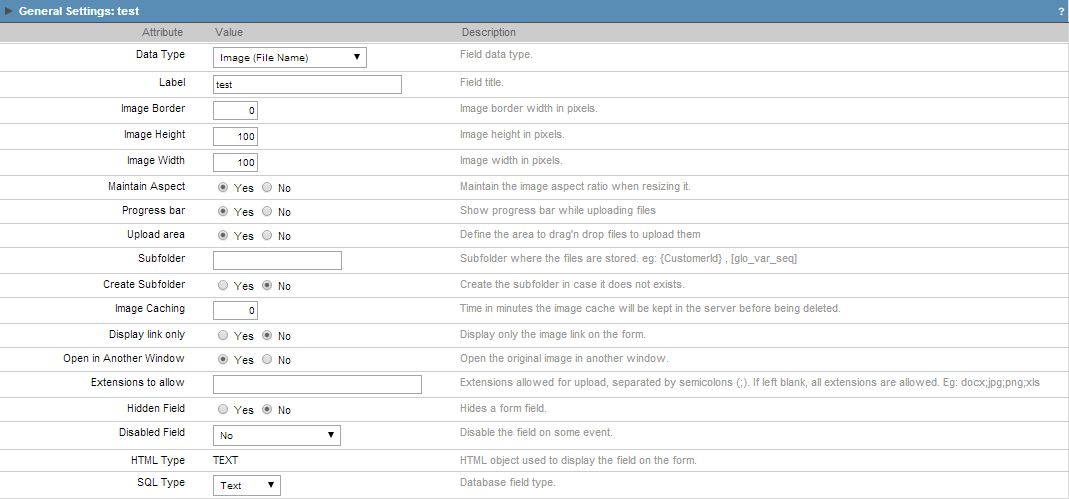 General Settings: test ?
Attribute Value Description
Data Type Image (File Name) Field data type.
Label test Field title.
Image Border 0 Image border width in pixels.
Image Height 100 Image height in pixels.
Image Width 100 Image width in pixels.
Maintain Aspect Yes No Maintain the image aspect ratio when resizing it.
Progress bar Yes No Show progress bar while uploading files
Upload area Yes No Define the area to drag'n drop files to upload them
Subfolder Subfolder where the files are stored. eg: {CustomerId} , [glo_var_seq]
Create Subfolder Yes No Create the subfolder in case it does not exists.
Image Caching 0 Time in minutes the image cache will be kept in the server before being deleted.
Display link only Yes No Display only the image link on the form.
Open in Another Window Yes No Open the original image in another window.
Extensions to allow Extensions allowed for upload, separated by semicolons (;). If left blank, all extensions are allowed. Eg: docx;jpg;png;xls
Hidden Field Yes No Hides a form field.
Disabled Field No Disable the field on some event.
HTML Type TEXT HTML object used to display the field on the form.
SQL Type Text Database field type.